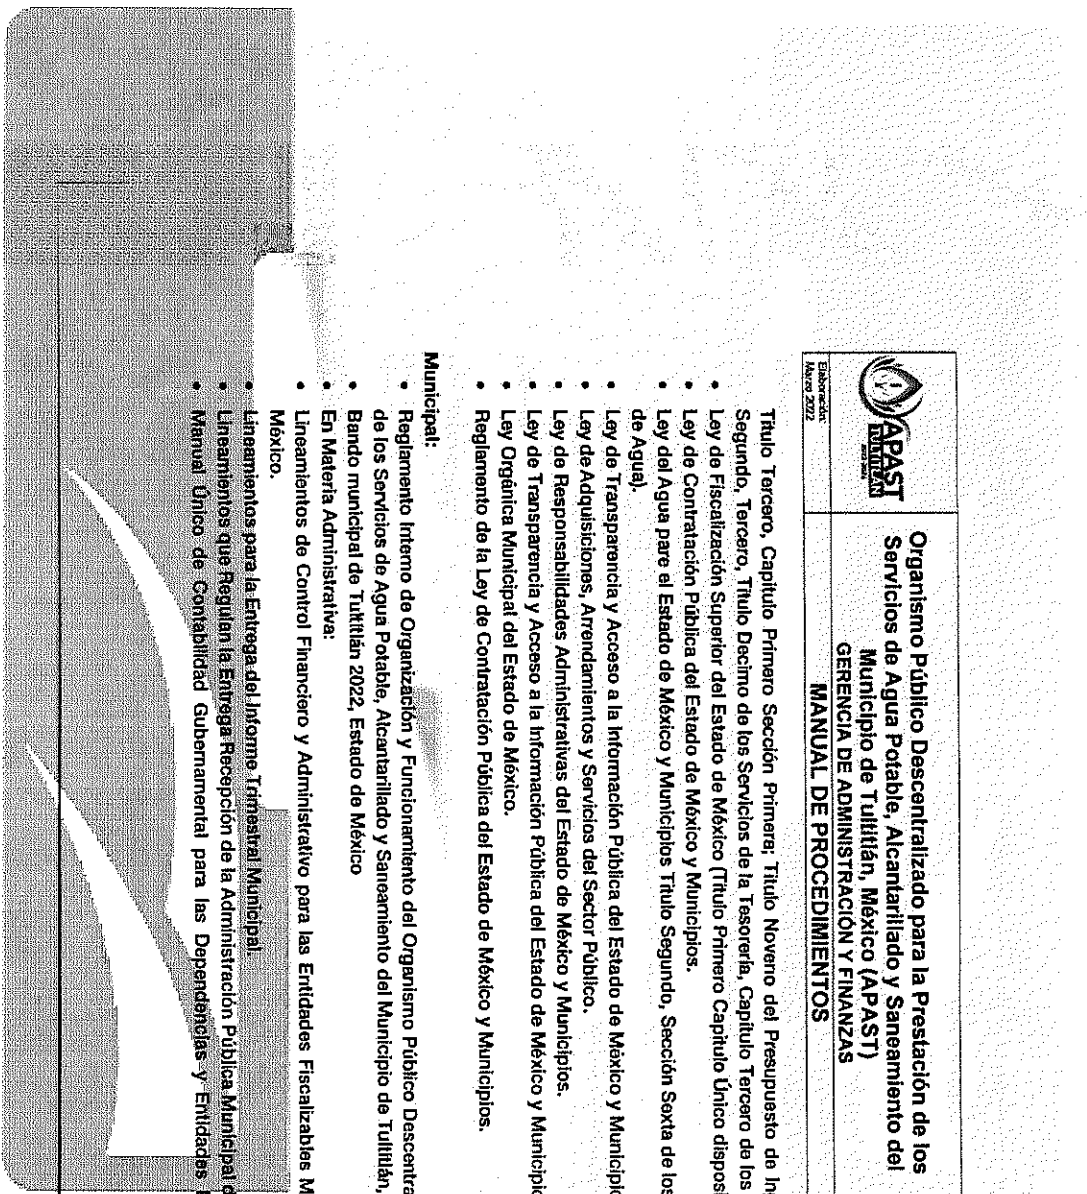 APAST
TULTITLÁN
Elaboración:
Marzo 2022
Organismo Público Descentralizado para la Prestación de los
Servicios de Agua Potable, Alcantarillado y Saneamiento del
Municipio de Tultitlán, México (APAST)
GERENCIA DE ADMINISTRACIÓN Y FINANZAS
MANUAL DE PROCEDIMIENTOS
Título Tercero, Capítulo Primero Sección Primera; Título Noveno del Presupuesto de
Segundo, Tercero, Título Decimo de los Servicios de la Tesorería, Capítulo Tercero de los
• Ley de Fiscalización Superior del Estado de México (Título Primero Capítulo Único
• Ley de Contratación Pública del Estado de México y Municipios.
• Ley del Agua pare el Estado de México y Municipios Título Segundo, Sección Sexta de los
de Agua).
• Ley de Transparencia y Acceso a la Información Pública del Estado de México y
• Ley de Adquisiciones, Arrendamientos y Servicios del Sector Público.
• Ley de Responsabilidades Administrativas del Estado de México y Municipios.
• Ley de Transparencia y Acceso a la Información Pública del Estado de México y
• Ley Orgánica Municipal del Estado de México.
• Reglamento de la Ley de Contratación Pública del Estado de México y Municipios.
Municipal:
• Reglamento Interno de Organización y Funcionamiento del Organismo Público
de los Servicios de Agua Potable, Alcantarillado y Saneamiento del Municipio de Tultitlán,
• Bando municipal de Tultitlán 2022, Estado de México
• En Materia Administrativa:
• Lineamientos de Control Financiero y Administrativo para las Entidades Fiscalizables
México.
• Lineamientos para la Entrega del Informe Trimestral Municipal.
• Lineamientos que Regulan la Entrega Recepción de la Administración Pública Municipal
• Manual Único de Contabilidad Gubernamental para las Dependencias y Entidades